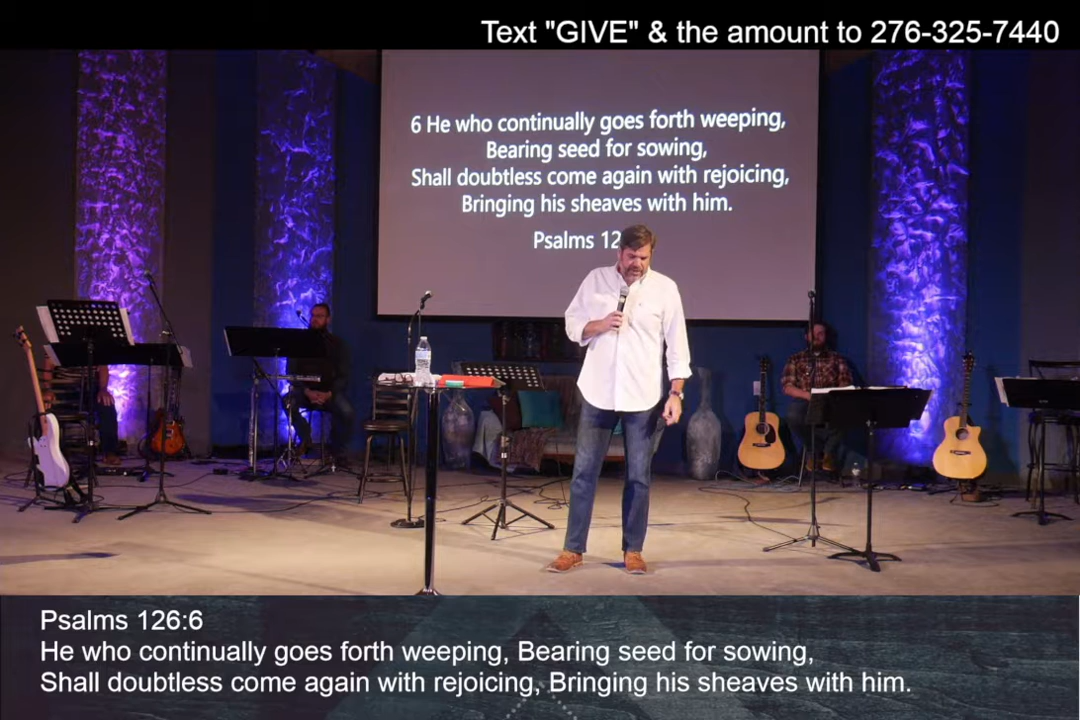 Text "GIVE" & the amount to 276-325-7440
6 He who continually goes forth weeping,
Bearing seed for sowing,
Shall doubtless come again with rejoicing,
Bringing his sheaves with him.
Psalms 12
Psalms 126:6
He who continually goes forth weeping, Bearing seed for sowing,
Shall doubtless come again with rejoicing, Bringing his sheaves with him.